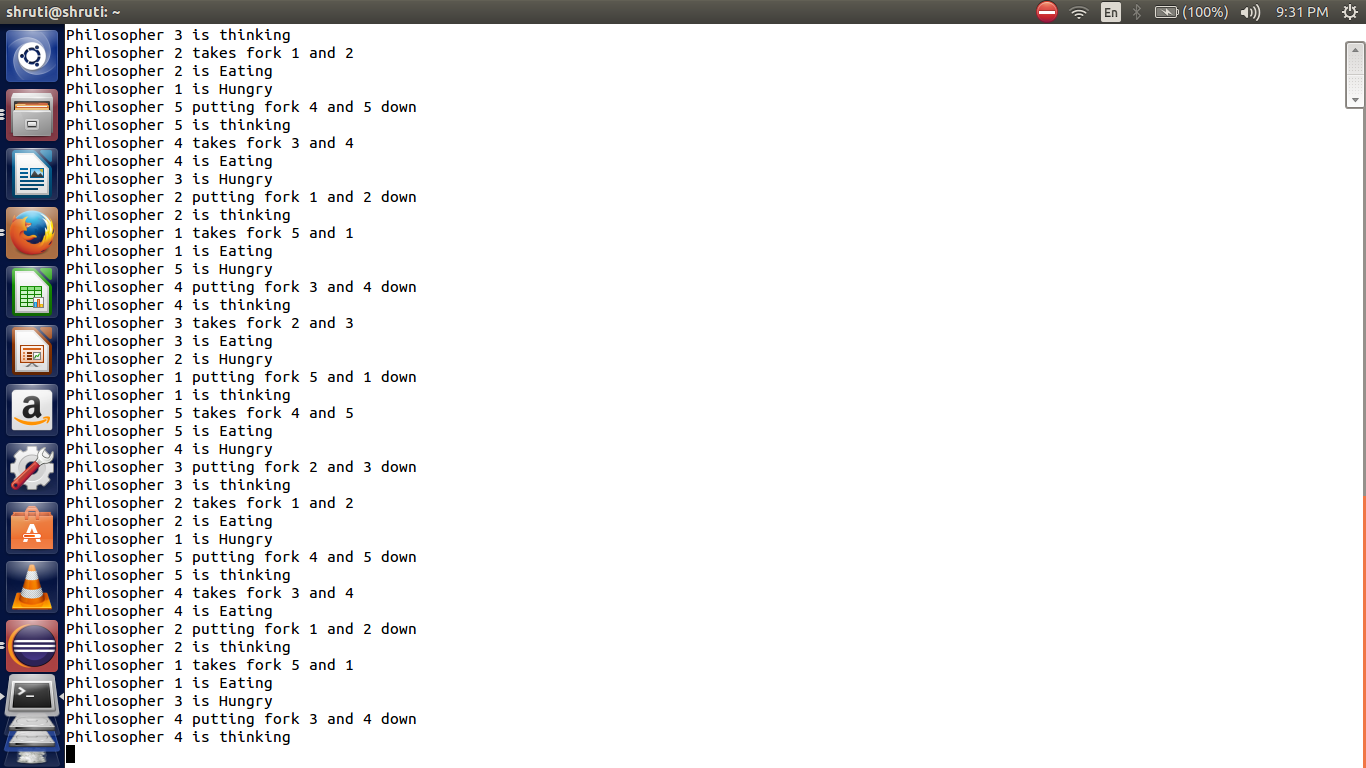 shruti@shruti: ~
En
(100%)
9:31 PM
Philosopher 3 is thinking
Philosopher 2 takes fork 1 and 2
Philosopher 2 is Eating
Philosopher 1 is Hungry
Philosopher 5 putting fork 4 and 5 down
Philosopher 5 is thinking
Philosopher 4 takes fork 3 and 4
Philosopher 4 is Eating
Philosopher 3 is Hungry
Philosopher 2 putting fork 1 and 2 down
Philosopher 2 is thinking
Philosopher 1 takes fork 5 and 1
Philosopher 1 is Eating
Philosopher 5 is Hungry
Philosopher 4 putting fork 3 and 4 down
Philosopher 4 is thinking
Philosopher 3 takes fork 2 and 3
Philosopher 3 is Eating
Philosopher 2 is Hungry
Philosopher 1 putting fork 5 and 1 down
Philosopher 1 is thinking
Philosopher 5 takes fork 4 and 5
Philosopher 5 is Eating
Philosopher 4 is Hungry
Philosopher 3 putting fork 2 and 3 down
Philosopher 3 is thinking
Philosopher 2 takes fork 1 and 2
Philosopher 2 is Eating
Philosopher 1 is Hungry
Philosopher 5 putting fork 4 and 5 down
Philosopher 5 is thinking
Philosopher 4 takes fork 3 and 4
Philosopher 4 is Eating
Philosopher 2 putting fork 1 and 2 down
Philosopher 2 is thinking
Philosopher 1 takes fork 5 and 1
Philosopher 1 is Eating
Philosopher 3 is Hungry
Philosopher 4 putting fork 3 and 4 down
Philosopher 4 is thinking